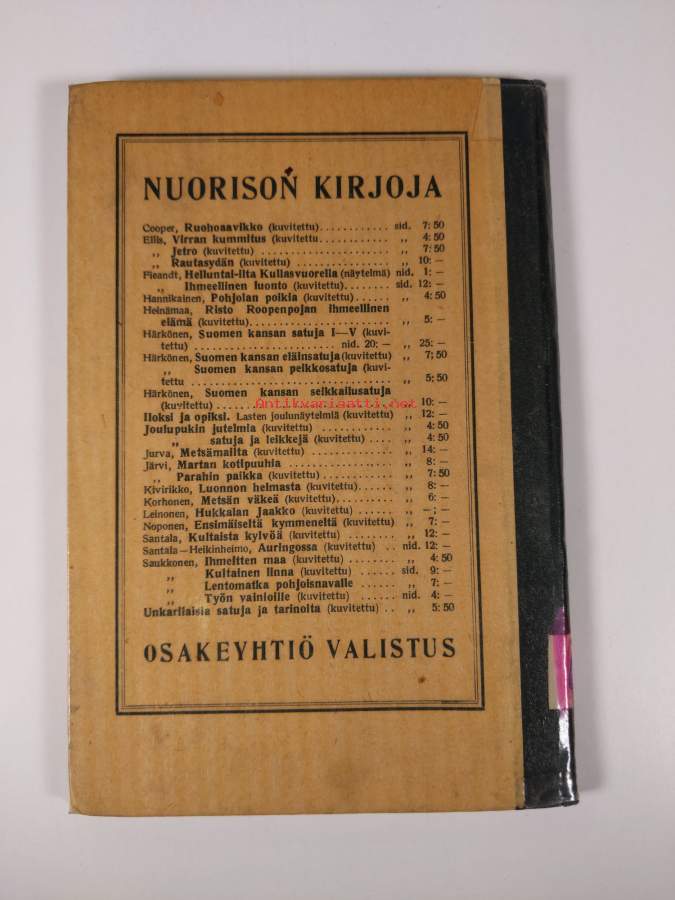 NUORISON KIRJOJA
Cooper, Ruohoaavikko (kuvitettu)............ sid. 7:50
Ellis, Virran kummitus (kuvitettu............ „ 4:50
„ Jetro (kuvitettu) ................ „ 7:50
„ Rautasydän (kuvitettu) ............ „ 10: —
Pieandt, Helluntai-ilta Kullasvuorella (näytelmä) nid. 1: —
„ Ihmeellinen luonto (kuvitettu)........ sid. 12: —
Hannikainen, Pohjolan poikia (kuvitettu)...... „ 4:50
Heinämaa, Risto Roopenpojan ihmeellinen
elämä (kuvitettu)...................... „ 5: —
Härkönen, Suomen kansan satuja I—V (kuvi-
tettu) .................... nid. 20: — „ 25: —
Härkönen, Suomen kansan eläinsatuja (kuvitettu) „ 7;50
„ Suomen kansan peikkosatuja (kuvi-
tettu .............................. „ 5:50
Härkönen, Suomen kansan seikkailusatuja
(kuvitettu) .......................... „ 10: —
Antikvariaatti.net
Iloksi ja opiksi. Lasten joulunäytelmiä (kuvitettu) „ 12: —
Joulupukin jutelmia (kuvitettu) ............ „ 4:50
„ satuja ja leikkejä (kuvitettu) .... „ 4:50
Jurva, Metsämailta (kuvitettu) .............. „ 14: —
Järvi, Martan kotipuuhia .................. „ 8: —
„ Parahin paikka (kuvitettu) ............ „ 7:50
Kivirikko, Luonnon helmasta (kuvitettu)...... „ 8: —
Korhonen, Metsän väkeä (kuvitettu).......... „ 6: —
Leinonen, Hukkalan Jaakko (kuvitettu) ...... „ —; —
Noponen, Ensimäiseltä kymmeneltä (kuvitettu) „ 7: —
Santala, Kultaista kylvöä (kuvitettu) ........ „ 12: —
Santala—Heikinheimo, Auringossa (kuvitettu) .. nid. 12: —
Saukkonen, Ihmeitten maa (kuvitettu) ...... „ 4:50
„ Kultainen linna (kuvitettu) ...... sid. 9: —
„ Lentomatka pohjoisnavalle ...... „ 7: —
„ Työn vainioille (kuvitettu) ...... nid. 4: —
Unkarilaisia satuja ja tarinoita (kuvitettu) .. „ 5:50
OSAKEYHTIÖ VALISTUS